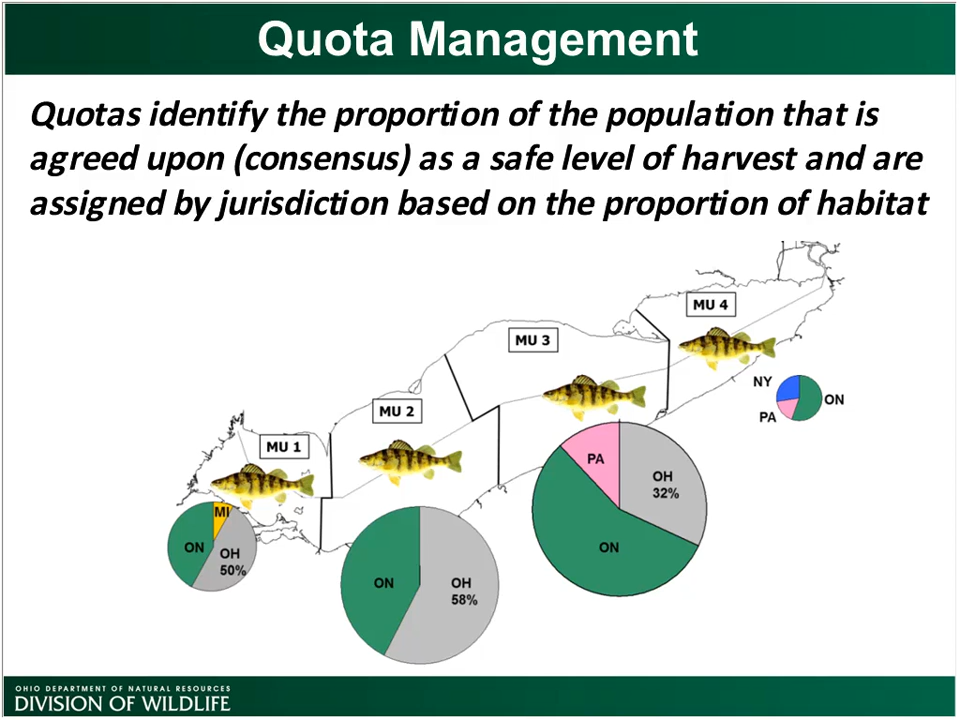 Quota Management
Quotas identify the proportion of the population that is
agreed upon (consensus) as a safe level of harvest and are
assigned by jurisdiction based on the proportion of habitat
MU 4
MU 3
NY
ON
PA
MU 2
MU 1
PA
OH
32%
ON
MI
ON
OH
50%
ON
OH
58%
OHIO DEPARTMENT OF NATURAL RESOURCES
DIVISION OF WILDLIFE